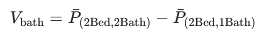 V_bath = P̄_(2Bed,2Bath) − P̄_(2Bed,1Bath)